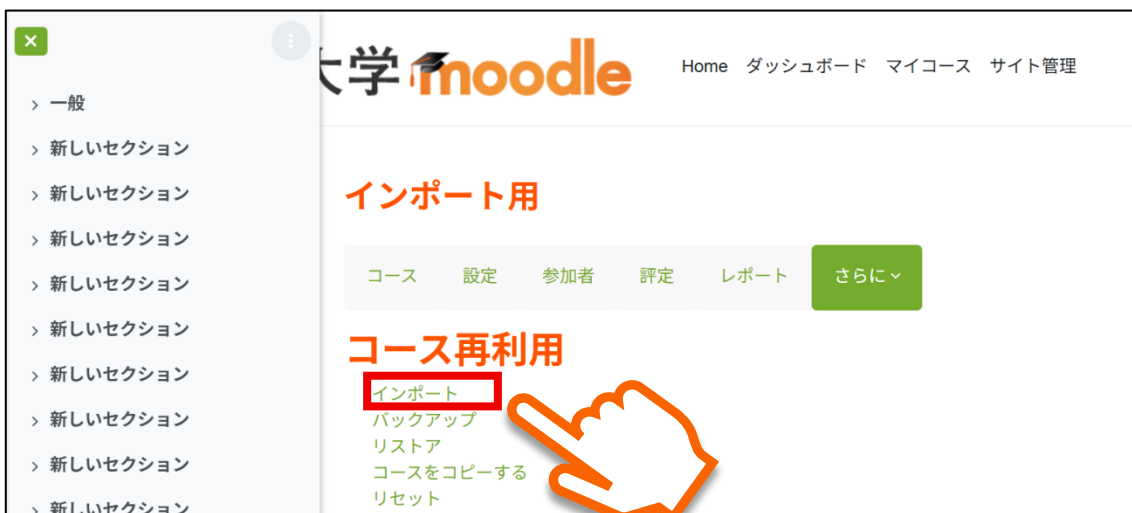 大学 moodle
Home ダッシュボード マイコース サイト管理
一般
新しいセクション
新しいセクション
新しいセクション
新しいセクション
新しいセクション
新しいセクション
新しいセクション
新しいセクション
新しいセクション
インポート用
コース 設定 参加者 評定 レポート さらに
コース再利用
インポート
バックアップ
リストア
コースをコピーする
リセット